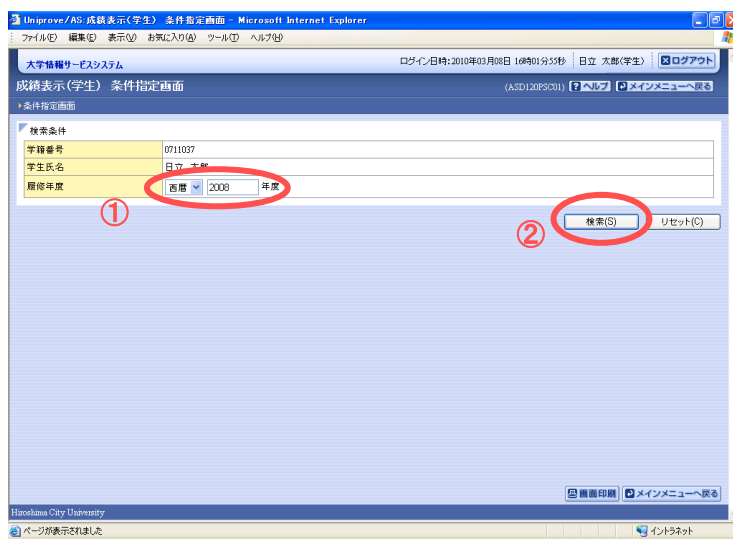 Uniprove/AS:成績表示(学生) 条件指定画面 - Microsoft Internet Explorer
ファイル(F) 編集(E) 表示(V) お気に入り(A) ツール(T) ヘルプ(H)
大学情報サービスシステム ログイン日時:2010年03月08日 16時01分55秒 日立 太郎(学生) ログアウト
成績表示(学生) 条件指定画面 (ASD120PSC01) ? ヘルプ メインメニューへ戻る
条件指定画面
検索条件
学籍番号 0711037
学生氏名 日立 太郎
履修年度 西暦 2008 年度
① ② 検索(S) リセット(C)
画面印刷 メインメニューへ戻る
Hiroshima City University
ページが表示されました イントラネット